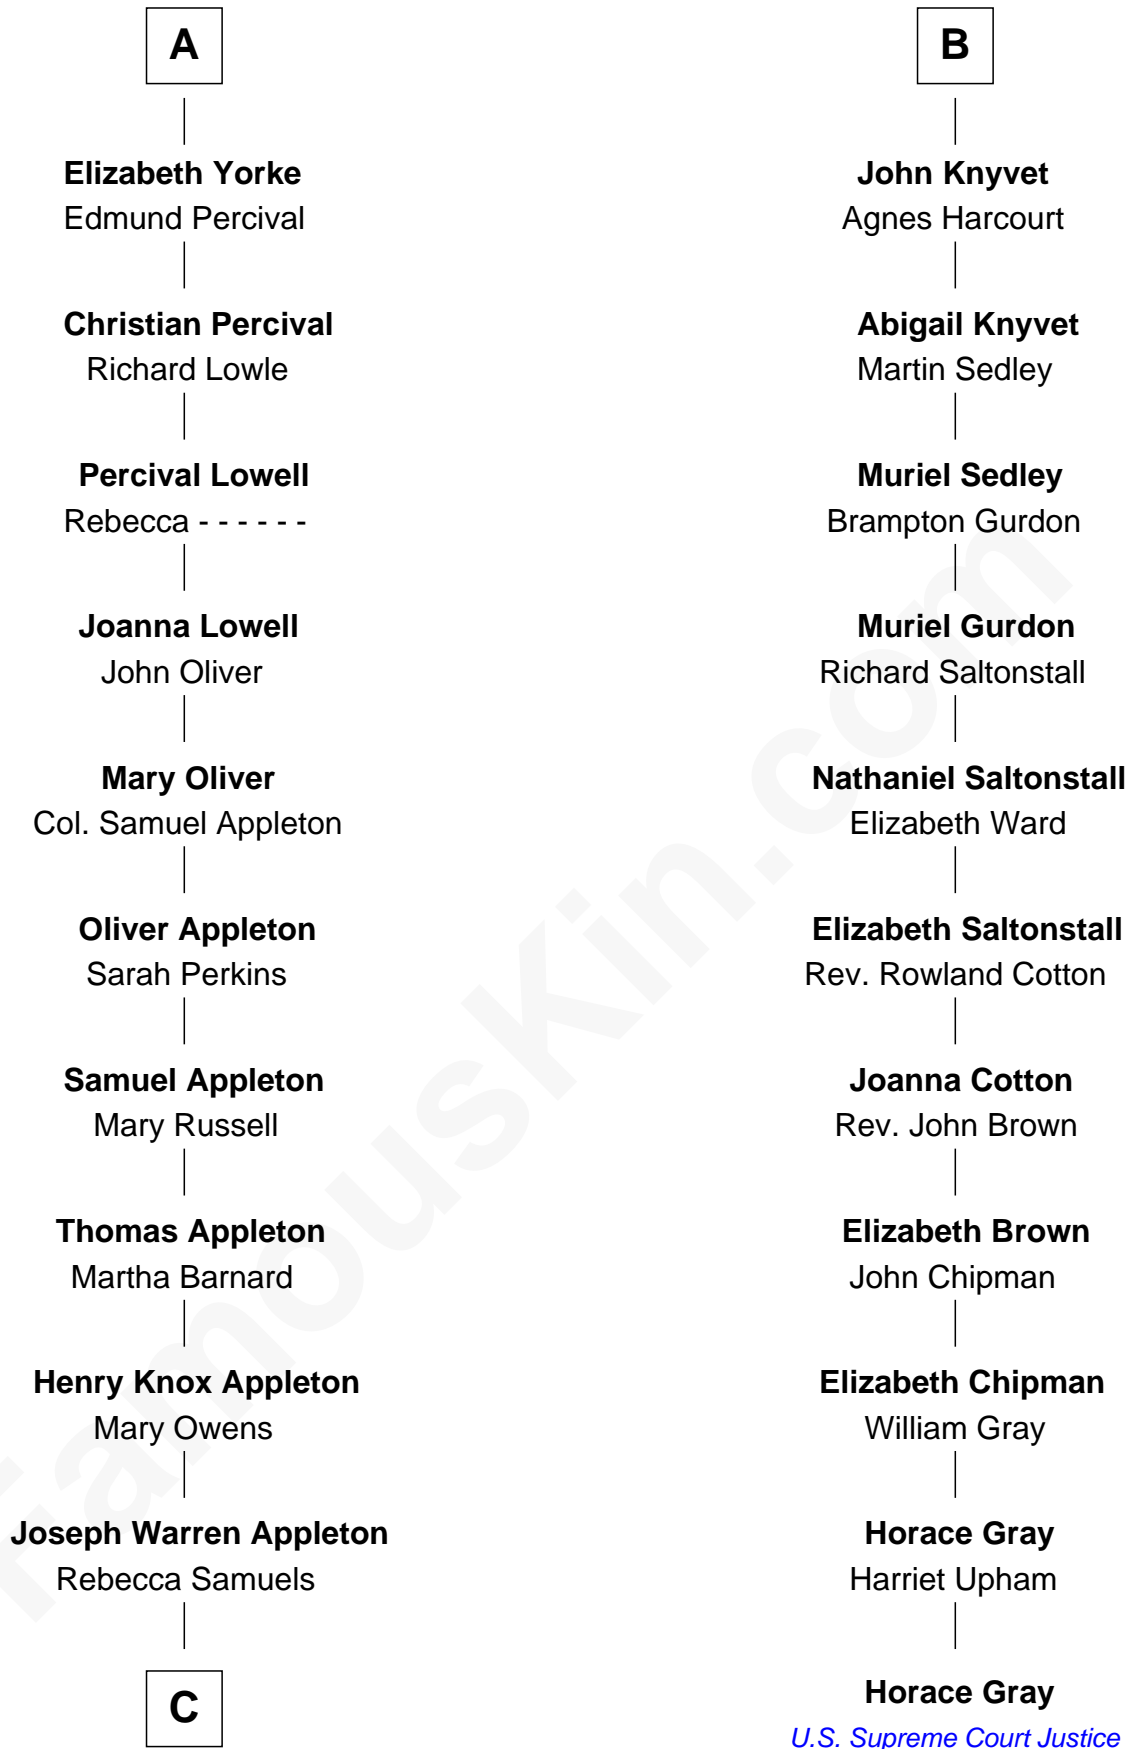 A
Elizabeth Yorke
Edmund Percival
Christian Percival
Richard Lowle
Percival Lowell
Rebecca - - - - - -
Joanna Lowell
John Oliver
Mary Oliver
Col. Samuel Appleton
Oliver Appleton
Sarah Perkins
Samuel Appleton
Mary Russell
Thomas Appleton
Martha Barnard
Henry Knox Appleton
Mary Owens
Joseph Warren Appleton
Rebecca Samuels
C
B
John Knyvet
Agnes Harcourt
Abigail Knyvet
Martin Sedley
Muriel Sedley
Brampton Gurdon
Muriel Gurdon
Richard Saltonstall
Nathaniel Saltonstall
Elizabeth Ward
Elizabeth Saltonstall
Rev. Rowland Cotton
Joanna Cotton
Rev. John Brown
Elizabeth Brown
John Chipman
Elizabeth Chipman
William Gray
Horace Gray
Harriet Upham
Horace Gray
U.S. Supreme Court Justice
FamousKin.com